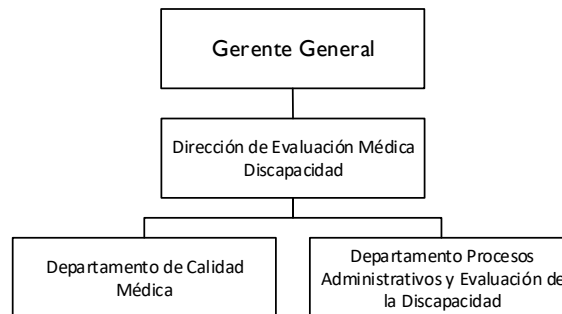 Gerente General
Dirección de Evaluación Médica
Discapacidad
Departamento de Calidad
Médica
Departamento Procesos
Administrativos y Evaluación de
la Discapacidad